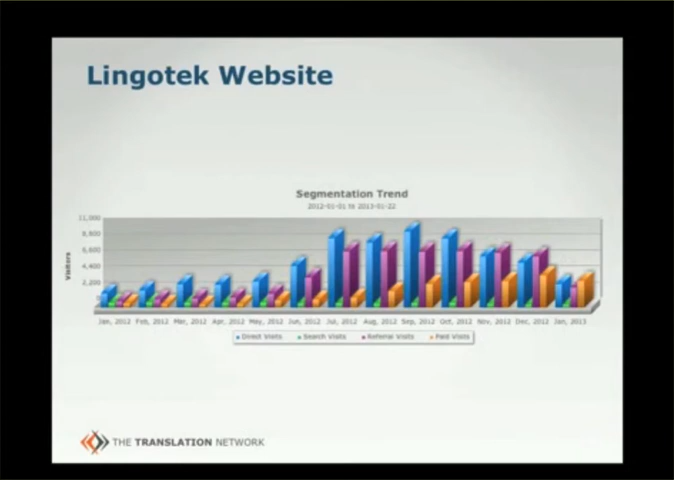 Lingotek Website
Segmentation Trend
2012-01-01 to 2013-01-22
11,000
8,800
6,600
4,400
2,200
Visitors
Jan, 2012 Feb, 2012 Mar, 2012 Apr, 2012 May, 2012 Jun, 2012 Jul, 2012 Aug, 2012 Sep, 2012 Oct, 2012 Nov, 2012 Dec, 2012 Jan, 2013
Direct Visits Search Visits Referral Visits Paid Visits
THE TRANSLATION NETWORK